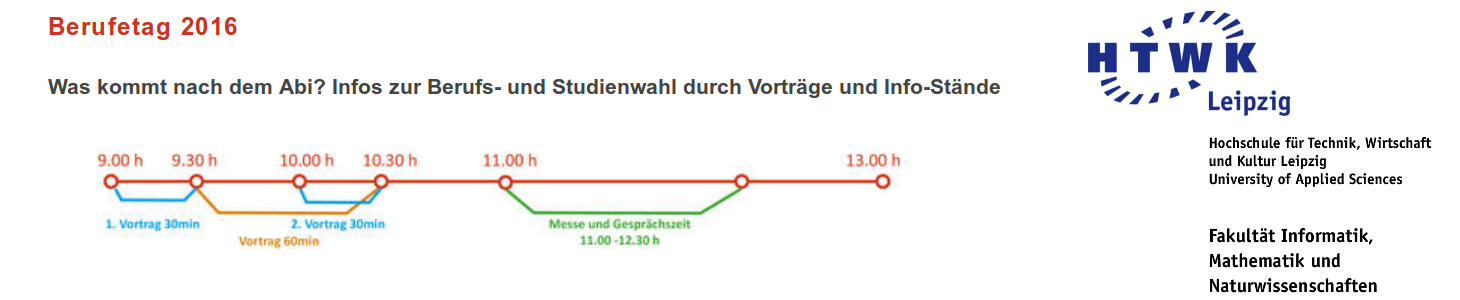 Berufetag 2016
Was kommt nach dem Abi? Infos zur Berufs- und Studienwahl durch Vorträge und Info-Stände
9.00 h 9.30 h 10.00 h 10.30 h 11.00 h 13.00 h
1. Vortrag 30min 2. Vortrag 30min Messe und Gesprächszeit
Vortrag 60min 11.00 -12.30 h
HTWK
Leipzig
Hochschule für Technik, Wirtschaft
und Kultur Leipzig
University of Applied Sciences
Fakultät Informatik,
Mathematik und
Naturwissenschaften